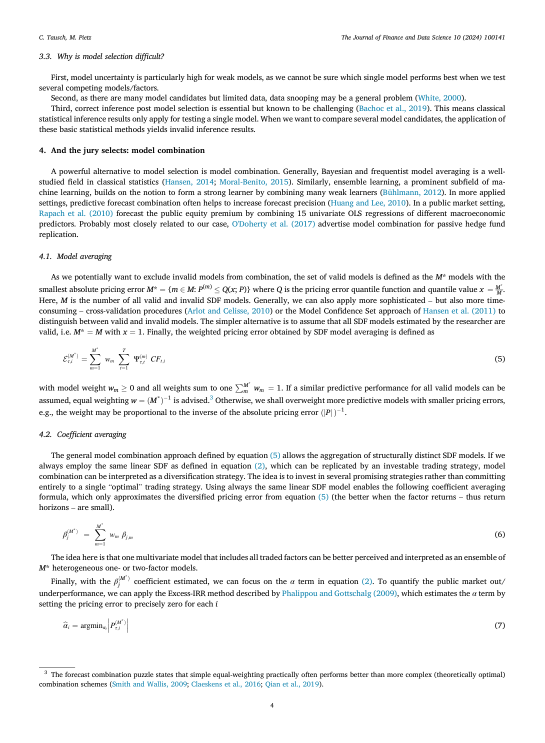 C. Tausch, M. Pietz
The Journal of Finance and Data Science 10 (2024) 100141
3.3. Why is model selection difficult?
First, model uncertainty is particularly high for weak models, as we cannot be sure which single model performs best when we test
several competing models/factors.
Second, as there are many model candidates but limited data, data snooping may be a general problem (White, 2000).
Third, correct inference post model selection is essential but known to be challenging (Bachoc et al., 2019). This means classical
statistical inference results only apply for testing a single model. When we want to compare several model candidates, the application of
these basic statistical methods yields invalid inference results.
4. And the jury selects: model combination
A powerful alternative to model selection is model combination. Generally, Bayesian and frequentist model averaging is a well-
studied field in classical statistics (Hansen, 2014; Moral-Benito, 2015). Similarly, ensemble learning, a prominent subfield of ma-
chine learning, builds on the notion to form a strong learner by combining many weak learners (Bühlmann, 2012). In more applied
settings, predictive forecast combination often helps to increase forecast precision (Huang and Lee, 2010). In a public market setting,
Rapach et al. (2010) forecast the public equity premium by combining 15 univariate OLS regressions of different macroeconomic
predictors. Probably most closely related to our case, O'Doherty et al. (2017) advertise model combination for passive hedge fund
replication.
4.1. Model averaging
As we potentially want to exclude invalid models from combination, the set of valid models is defined as the M* models with the
smallest absolute pricing error M* = {m ∈ M: P^(m) ≤ Q(x; P)} where Q is the pricing error quantile function and quantile value x = M*/M.
Here, M is the number of all valid and invalid SDF models. Generally, we can also apply more sophisticated – but also more time-
consuming – cross-validation procedures (Arlot and Celisse, 2010) or the Model Confidence Set approach of Hansen et al. (2011) to
distinguish between valid and invalid models. The simpler alternative is to assume that all SDF models estimated by the researcher are
valid, i.e. M* = M with x = 1. Finally, the weighted pricing error obtained by SDF model averaging is defined as
ℰ_{τ,i}^{(M*)} = ∑_{m=1}^{M*} w_m ∑_{t=1}^{T} Ψ_{τ,t}^{(m)} CF_{t,i} (5)
with model weight w_m ≥ 0 and all weights sum to one ∑_m^{M*} w_m = 1. If a similar predictive performance for all valid models can be
assumed, equal weighting w = (M*)^{-1} is advised.3 Otherwise, we shall overweight more predictive models with smaller pricing errors,
e.g., the weight may be proportional to the inverse of the absolute pricing error (|P|)^{-1}.
4.2. Coefficient averaging
The general model combination approach defined by equation (5) allows the aggregation of structurally distinct SDF models. If we
always employ the same linear SDF as defined in equation (2), which can be replicated by an investable trading strategy, model
combination can be interpreted as a diversification strategy. The idea is to invest in several promising strategies rather than committing
entirely to a single "optimal" trading strategy. Using always the same linear SDF model enables the following coefficient averaging
formula, which only approximates the diversified pricing error from equation (5) (the better when the factor returns – thus return
horizons – are small).
β_j^{(M*)} = ∑_{m=1}^{M*} w_m β_{j,m} (6)
The idea here is that one multivariate model that includes all traded factors can be better perceived and interpreted as an ensemble of
M* heterogeneous one- or two-factor models.
Finally, with the β_j^{(M*)} coefficient estimated, we can focus on the α term in equation (2). To quantify the public market out/
underperformance, we can apply the Excess-IRR method described by Phalippou and Gottschalg (2009), which estimates the α term by
setting the pricing error to precisely zero for each i
α̂_i = argmin_{α_i} |P_{τ,i}^{(M*)}| (7)
3 The forecast combination puzzle states that simple equal-weighting practically often performs better than more complex (theoretically optimal)
combination schemes (Smith and Wallis, 2009; Claeskens et al., 2016; Qian et al., 2019).
4